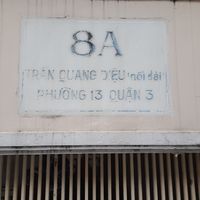 8A
TRẦN QUANG DIỆU (nối dài)
PHƯỜNG 13 QUẬN 3